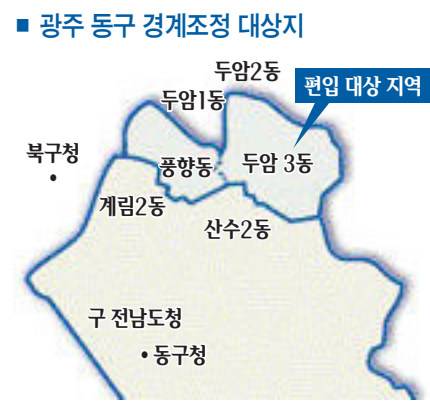 ■ 광주 동구 경계조정 대상지
두암2동
편입 대상 지역
두암1동
북구청
풍향동
두암 3동
계림2동
산수2동
구 전남도청
동구청